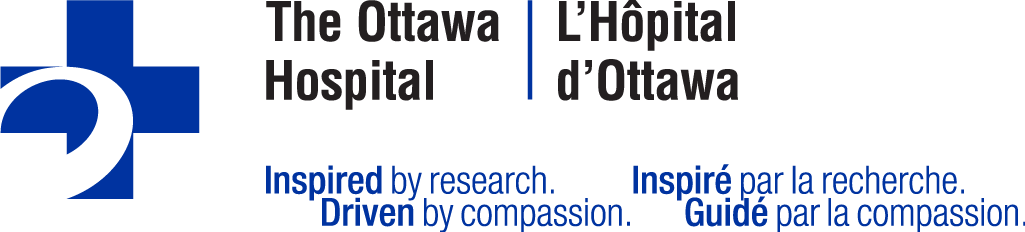 The Ottawa
Hospital
L'Hôpital
d'Ottawa
Inspired by research.
Driven by compassion.
Inspiré par la recherche.
Guidé par la compassion.